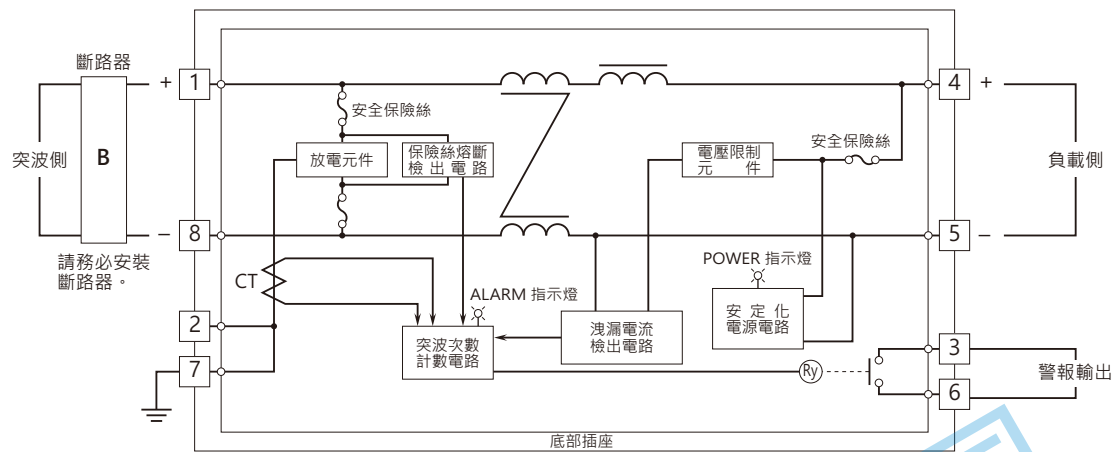 斷路器
+
1
4
+
安全保險絲
安全保險絲
突波側
B
放電元件
保險絲熔斷
檢出電路
電壓限制
元件
負載側
−
8
5
−
請務必安裝
斷路器。
CT
ALARM 指示燈
POWER 指示燈
2
突波次數
計數電路
洩漏電流
檢出電路
安定化
電源電路
3
7
Ry
警報輸出
6
底部插座